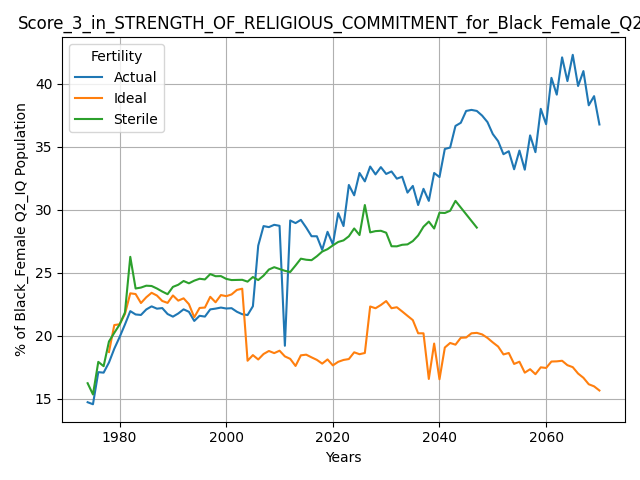 Score_3_in_STRENGTH_OF_RELIGIOUS_COMMITMENT_for_Black_Female_Q2
Fertility
Actual
Ideal
Sterile
% of Black_Female Q2_IQ Population
40
35
30
25
20
15
1980 2000 2020 2040 2060
Years